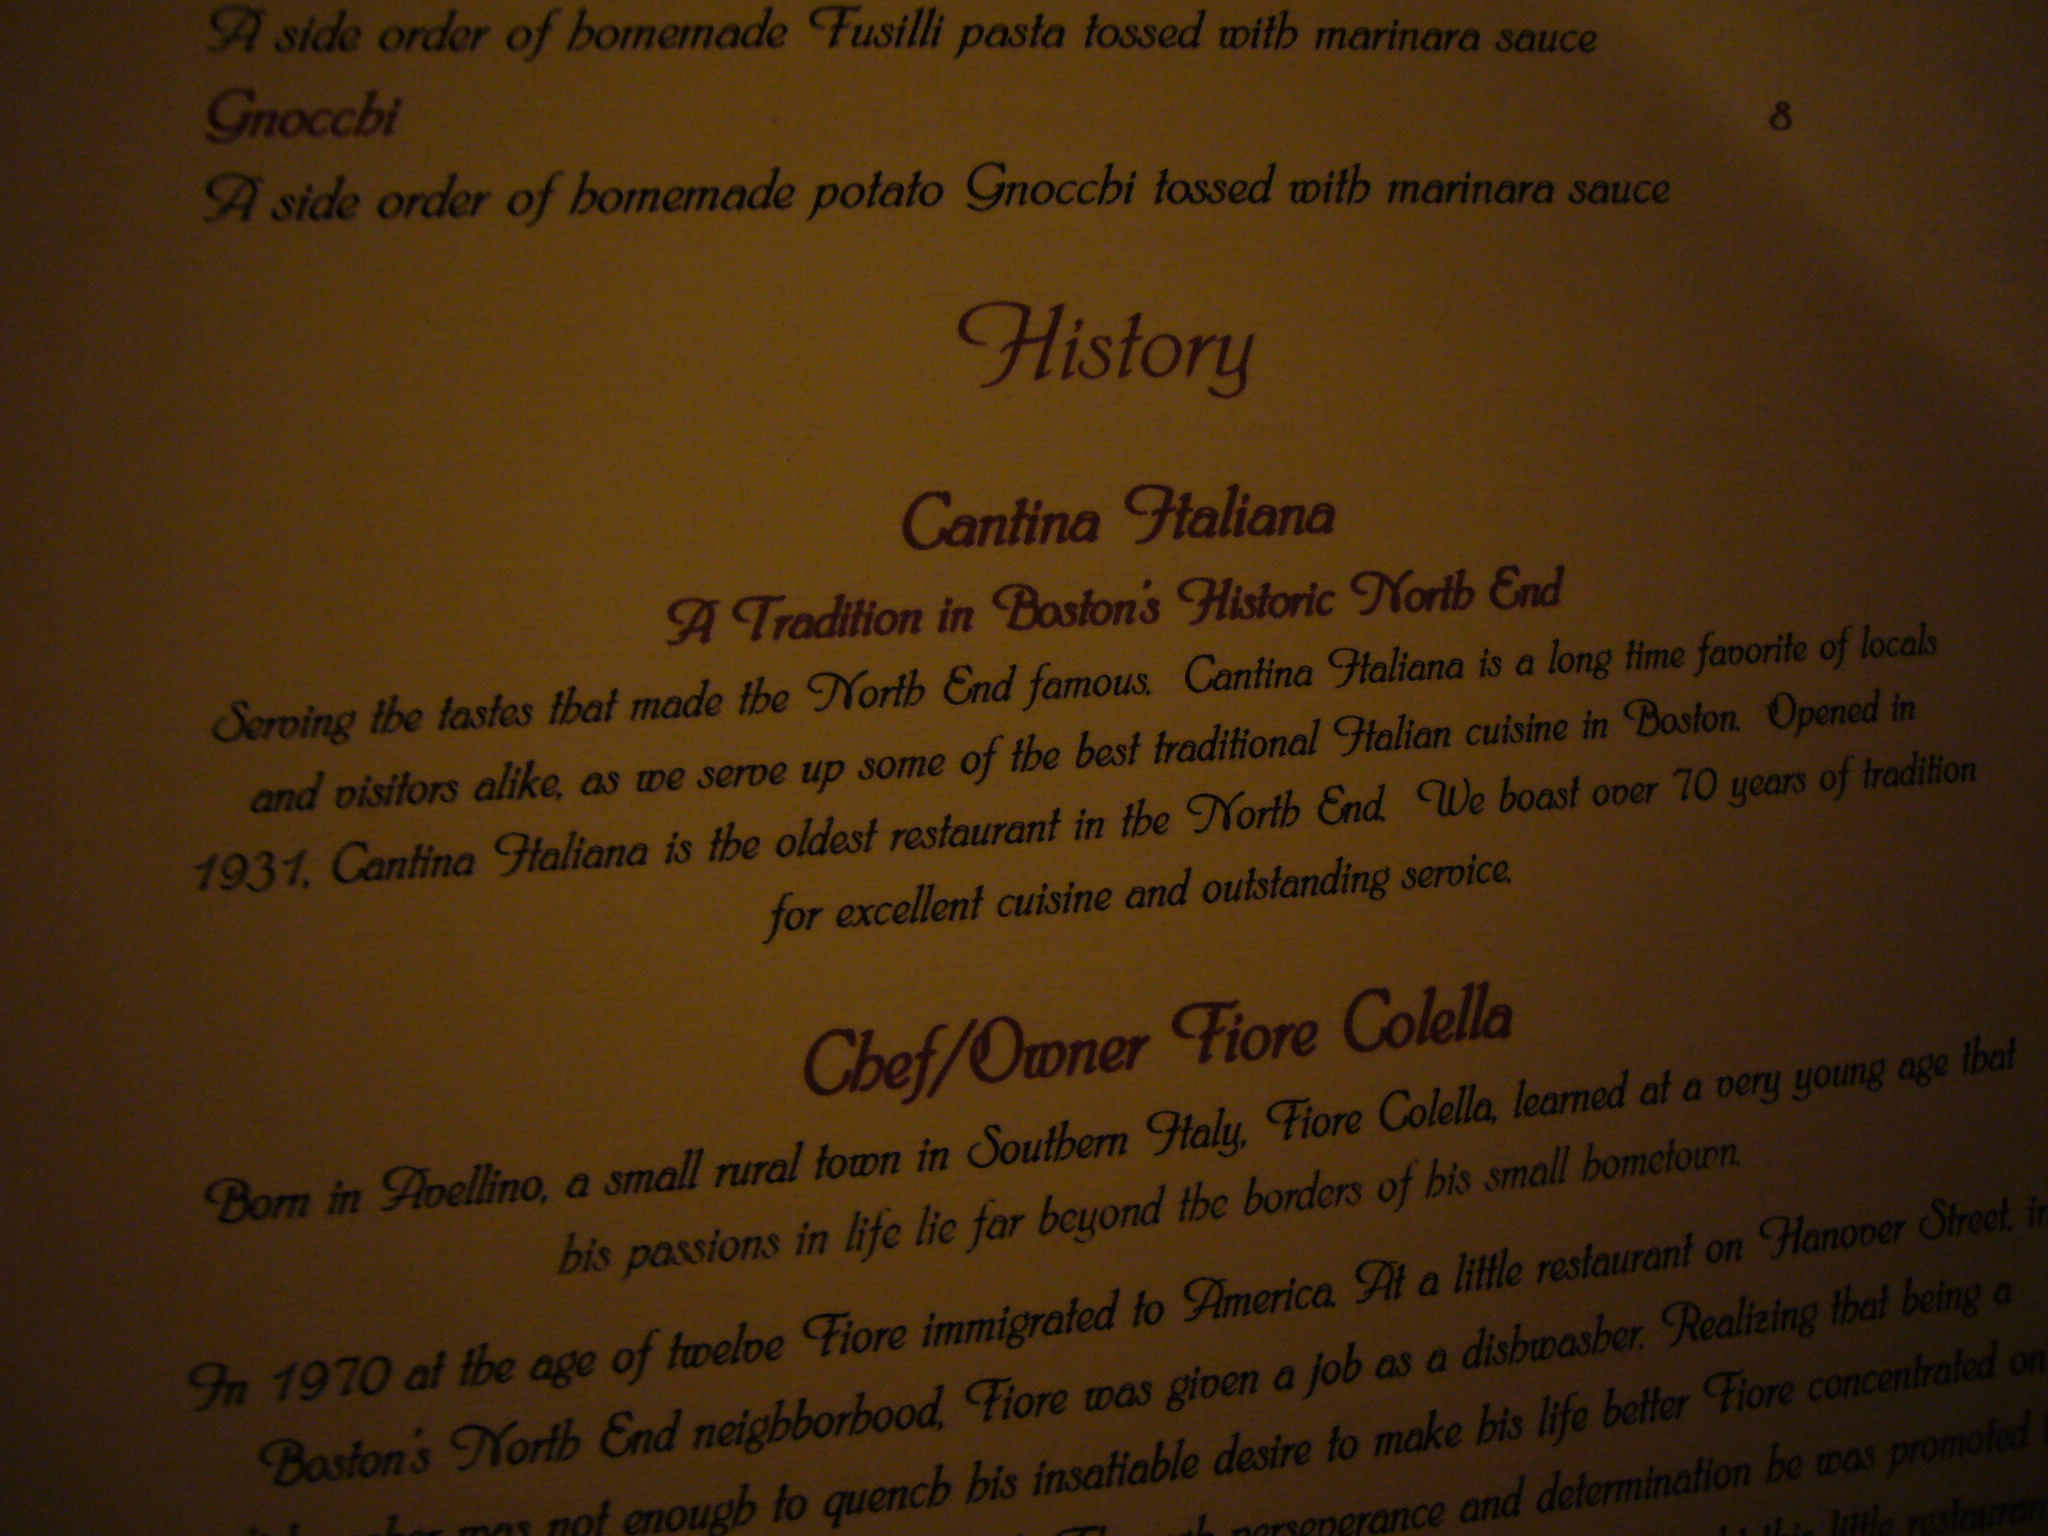 A side order of homemade Fusilli pasta tossed with marinara sauce
Gnocchi 8
A side order of homemade potato Gnocchi tossed with marinara sauce
History
Cantina Italiana
A Tradition in Boston's Historic North End
Serving the tastes that made the North End famous. Cantina Italiana is a long time favorite of locals
and visitors alike, as we serve up some of the best traditional Italian cuisine in Boston. Opened in
1931, Cantina Italiana is the oldest restaurant in the North End. We boast over 70 years of tradition
for excellent cuisine and outstanding service.
Chef/Owner Fiore Colella
Born in Avellino, a small rural town in Southern Italy, Fiore Colella, learned at a very young age that
his passions in life lie far beyond the borders of his small hometown.
In 1970 at the age of twelve Fiore immigrated to America. At a little restaurant on Hanover Street, in
Boston's North End neighborhood, Fiore was given a job as a dishwasher. Realizing that being a
was not enough to quench his insatiable desire to make his life better Fiore concentrated on
perseverance and determination he was promoted
this little restaurant